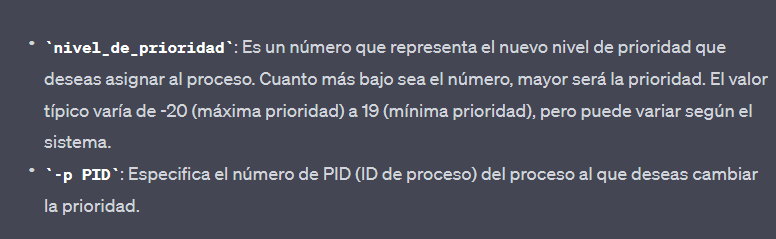 • `nivel_de_prioridad`: Es un número que representa el nuevo nivel de prioridad que
deseas asignar al proceso. Cuanto más bajo sea el número, mayor será la prioridad. El valor
típico varía de -20 (máxima prioridad) a 19 (mínima prioridad), pero puede variar según el
sistema.
• `-p PID`: Especifica el número de PID (ID de proceso) del proceso al que deseas cambiar
la prioridad.